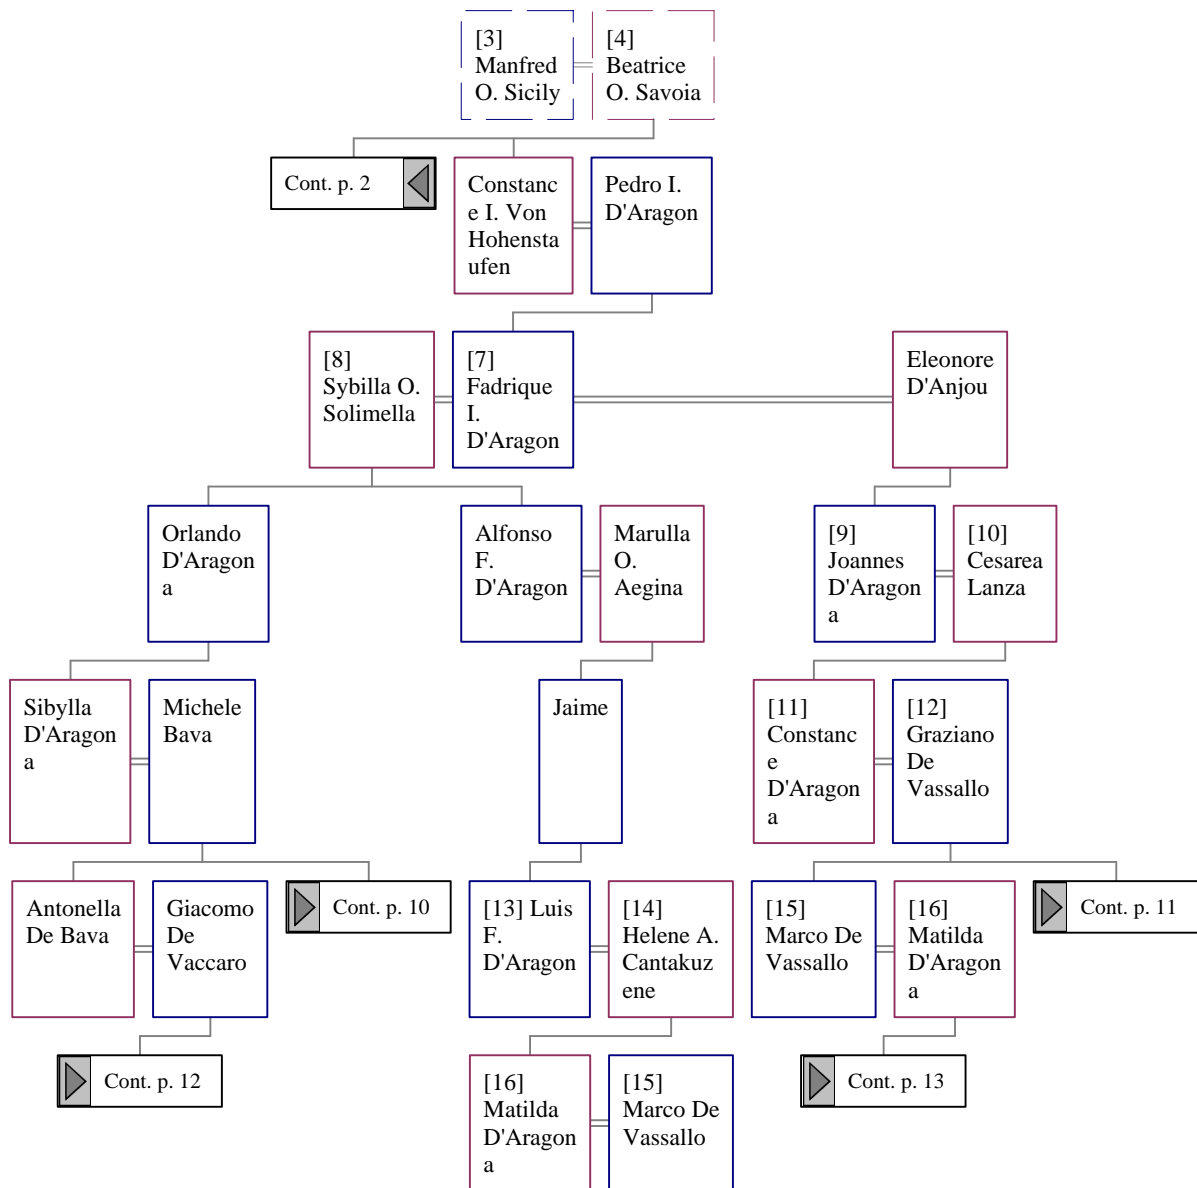 [3]
Manfred
O. Sicily
[4]
Beatrice
O. Savoia
Cont. p. 2
Constanc
e I. Von
Hohensta
ufen
Pedro I.
D'Aragon
[8]
Sybilla O.
Solimella
[7]
Fadrique
I.
D'Aragon
Eleonore
D'Anjou
Orlando
D'Aragon
a
Alfonso
F.
D'Aragon
Marulla
O.
Aegina
[9]
Joannes
D'Aragon
a
[10]
Cesarea
Lanza
Sibylla
D'Aragon
a
Michele
Bava
Jaime
[11]
Constanc
e
D'Aragon
a
[12]
Graziano
De
Vassallo
Antonella
De Bava
Giacomo
De
Vaccaro
Cont. p. 10
[13] Luis
F.
D'Aragon
[14]
Helene A.
Cantakuz
ene
[15]
Marco De
Vassallo
[16]
Matilda
D'Aragon
a
Cont. p. 11
Cont. p. 12
[16]
Matilda
D'Aragon
a
[15]
Marco De
Vassallo
Cont. p. 13